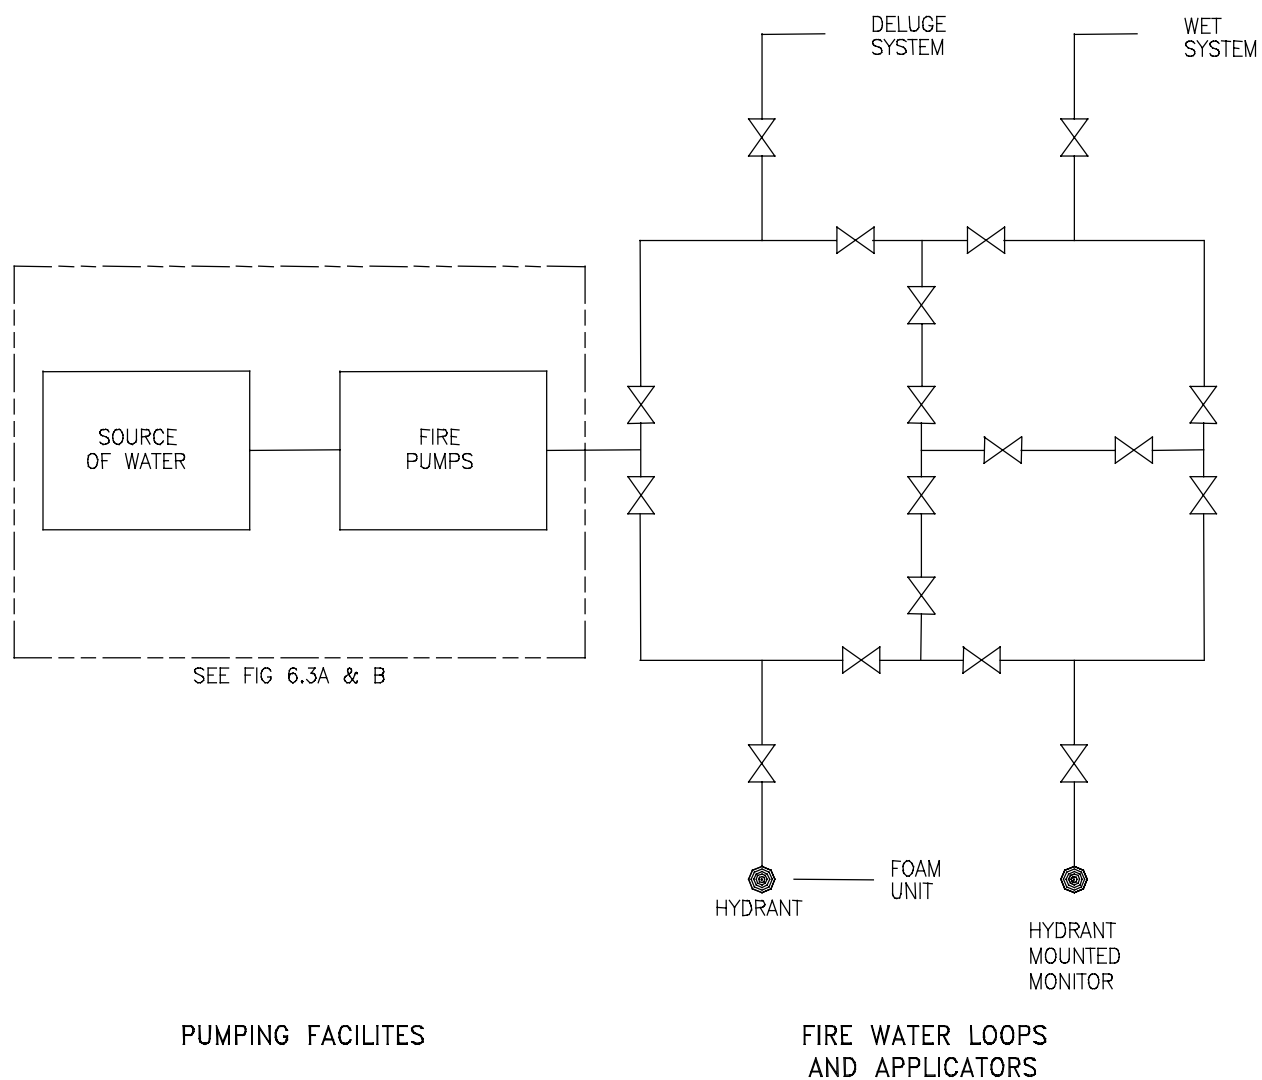 DELUGE
SYSTEM
WET
SYSTEM
SOURCE
OF WATER
FIRE
PUMPS
SEE FIG 6.3A & B
FOAM
UNIT
HYDRANT
HYDRANT
MOUNTED
MONITOR
PUMPING FACILITES
FIRE WATER LOOPS
AND APPLICATORS